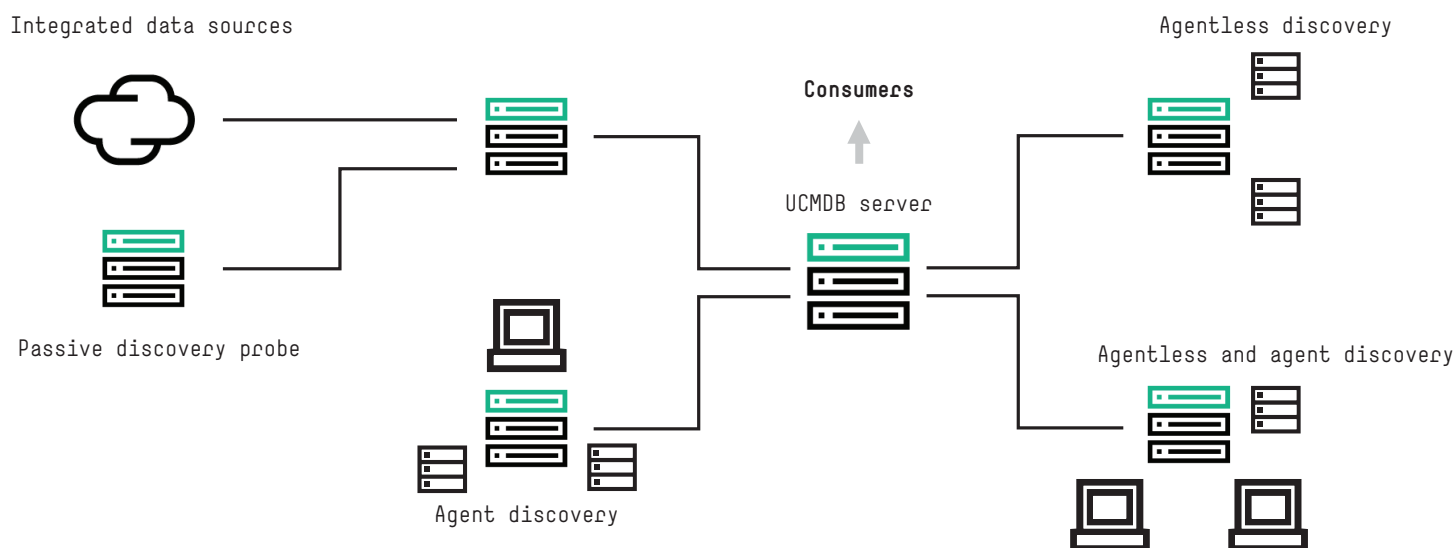 Integrated data sources
Agentless discovery
Consumers
UCMDB server
Passive discovery probe
Agentless and agent discovery
Agent discovery